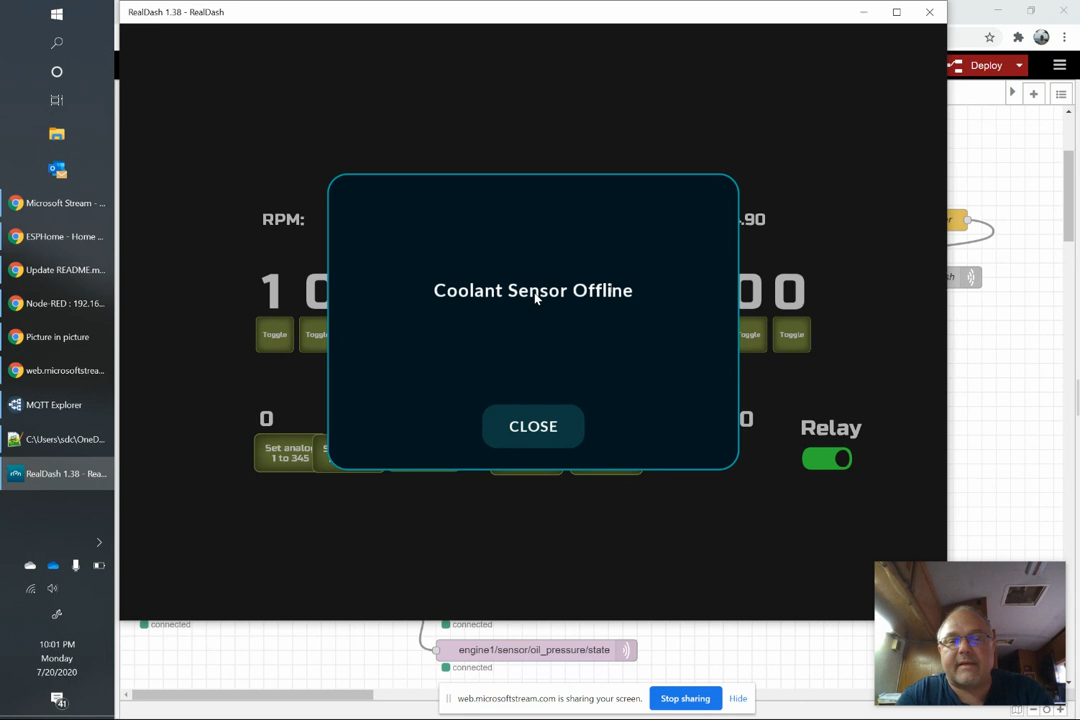 RealDash 1.38 - RealDash
Deploy
RPM:
.90
1 0
0 0
Coolant Sensor Offline
Toggle
Toggle
Toggle
0
0
Set analog
1 to 345
CLOSE
Relay
Microsoft Stream - ...
ESPHome - Home ...
Update README.m...
Node-RED : 192.16...
Picture in picture
web.microsoftstrea...
MQTT Explorer
C:\Users\sdc\OneD...
RealDash 1.38 - Rea...
10:01 PM
Monday
7/20/2020
41
connected
connected
engine1/sensor/oil_pressure/state
connected
web.microsoftstream.com is sharing your screen.
Stop sharing
Hide